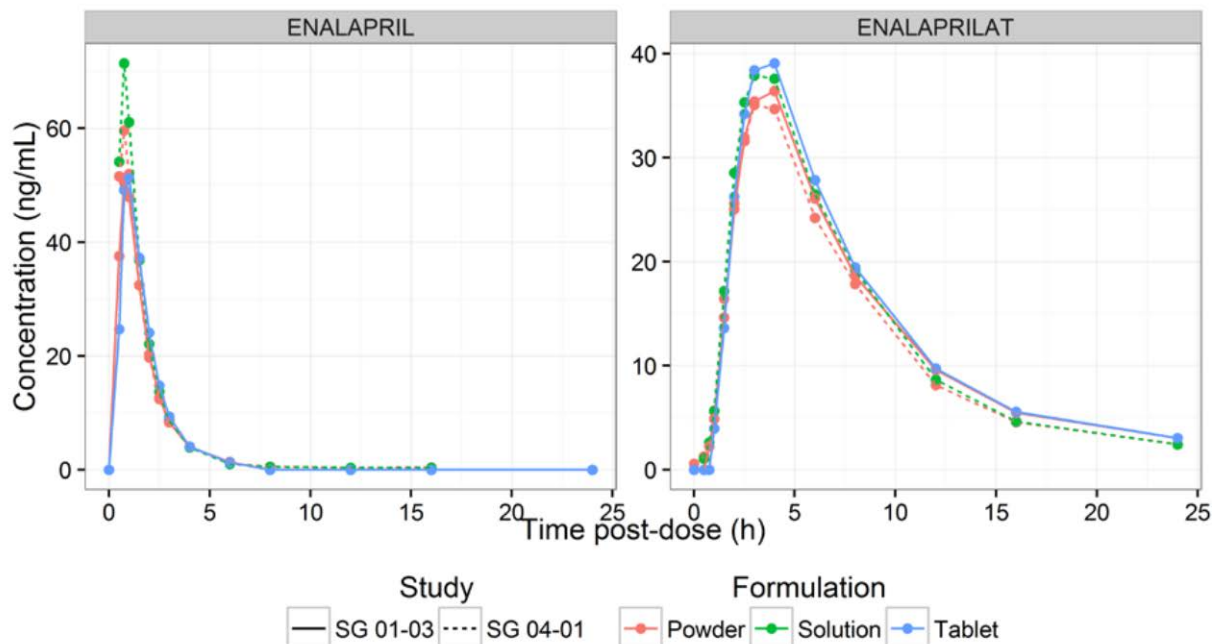 ENALAPRIL ENALAPRILAT
Concentration (ng/mL)
60
40
20
0
40
30
20
10
0
0 5 10 15 20 25 0 5 10 15 20 25
Time post-dose (h)
Study Formulation
SG 01-03 SG 04-01 Powder Solution Tablet